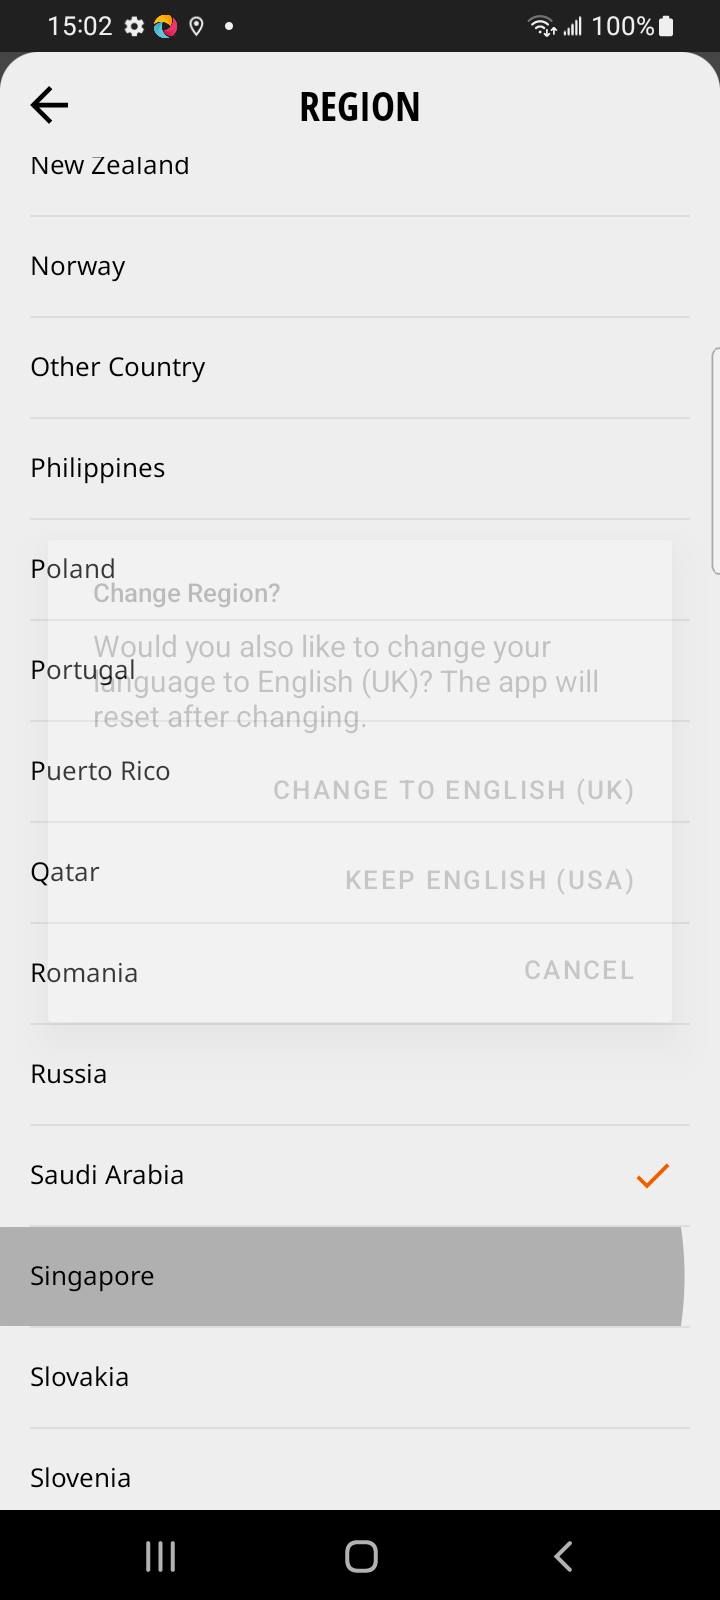 15:02
100%
REGION
New Zealand
Norway
Other Country
Philippines
Poland
Change Region?
Would you also like to change your
Portugal
language to English (UK)? The app will
reset after changing.
Puerto Rico
CHANGE TO ENGLISH (UK)
Qatar
KEEP ENGLISH (USA)
Romania
CANCEL
Russia
Saudi Arabia
Singapore
Slovakia
Slovenia